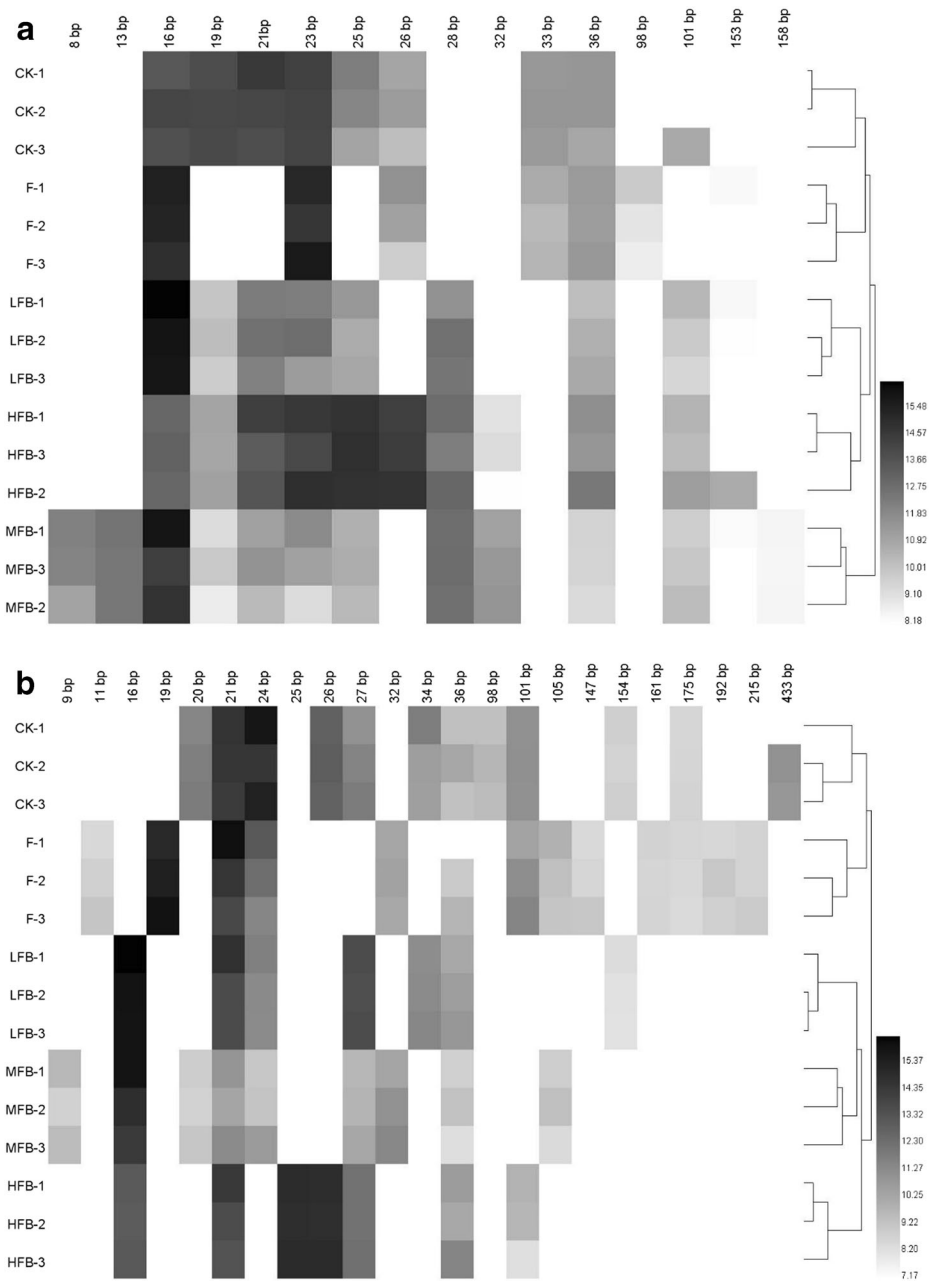 a
8 bp 13 bp 16 bp 19 bp 21bp 23 bp 25 bp 26 bp 28 bp 32 bp 33 bp 36 bp 98 bp 101 bp 153 bp 158 bp
CK-1
CK-2
CK-3
F-1
F-2
F-3
LFB-1
LFB-2
LFB-3
HFB-1
HFB-3
HFB-2
MFB-1
MFB-3
MFB-2
15.48
14.57
13.66
12.75
11.83
10.92
10.01
9.10
8.18
b
9 bp 11 bp 16 bp 19 bp 20 bp 21 bp 24 bp 25 bp 26 bp 27 bp 32 bp 34 bp 36 bp 98 bp 101 bp 105 bp 147 bp 154 bp 161 bp 175 bp 192 bp 215 bp 433 bp
CK-1
CK-2
CK-3
F-1
F-2
F-3
LFB-1
LFB-2
LFB-3
MFB-1
MFB-2
MFB-3
HFB-1
HFB-2
HFB-3
15.37
14.35
13.32
12.30
11.27
10.25
9.22
8.20
7.17